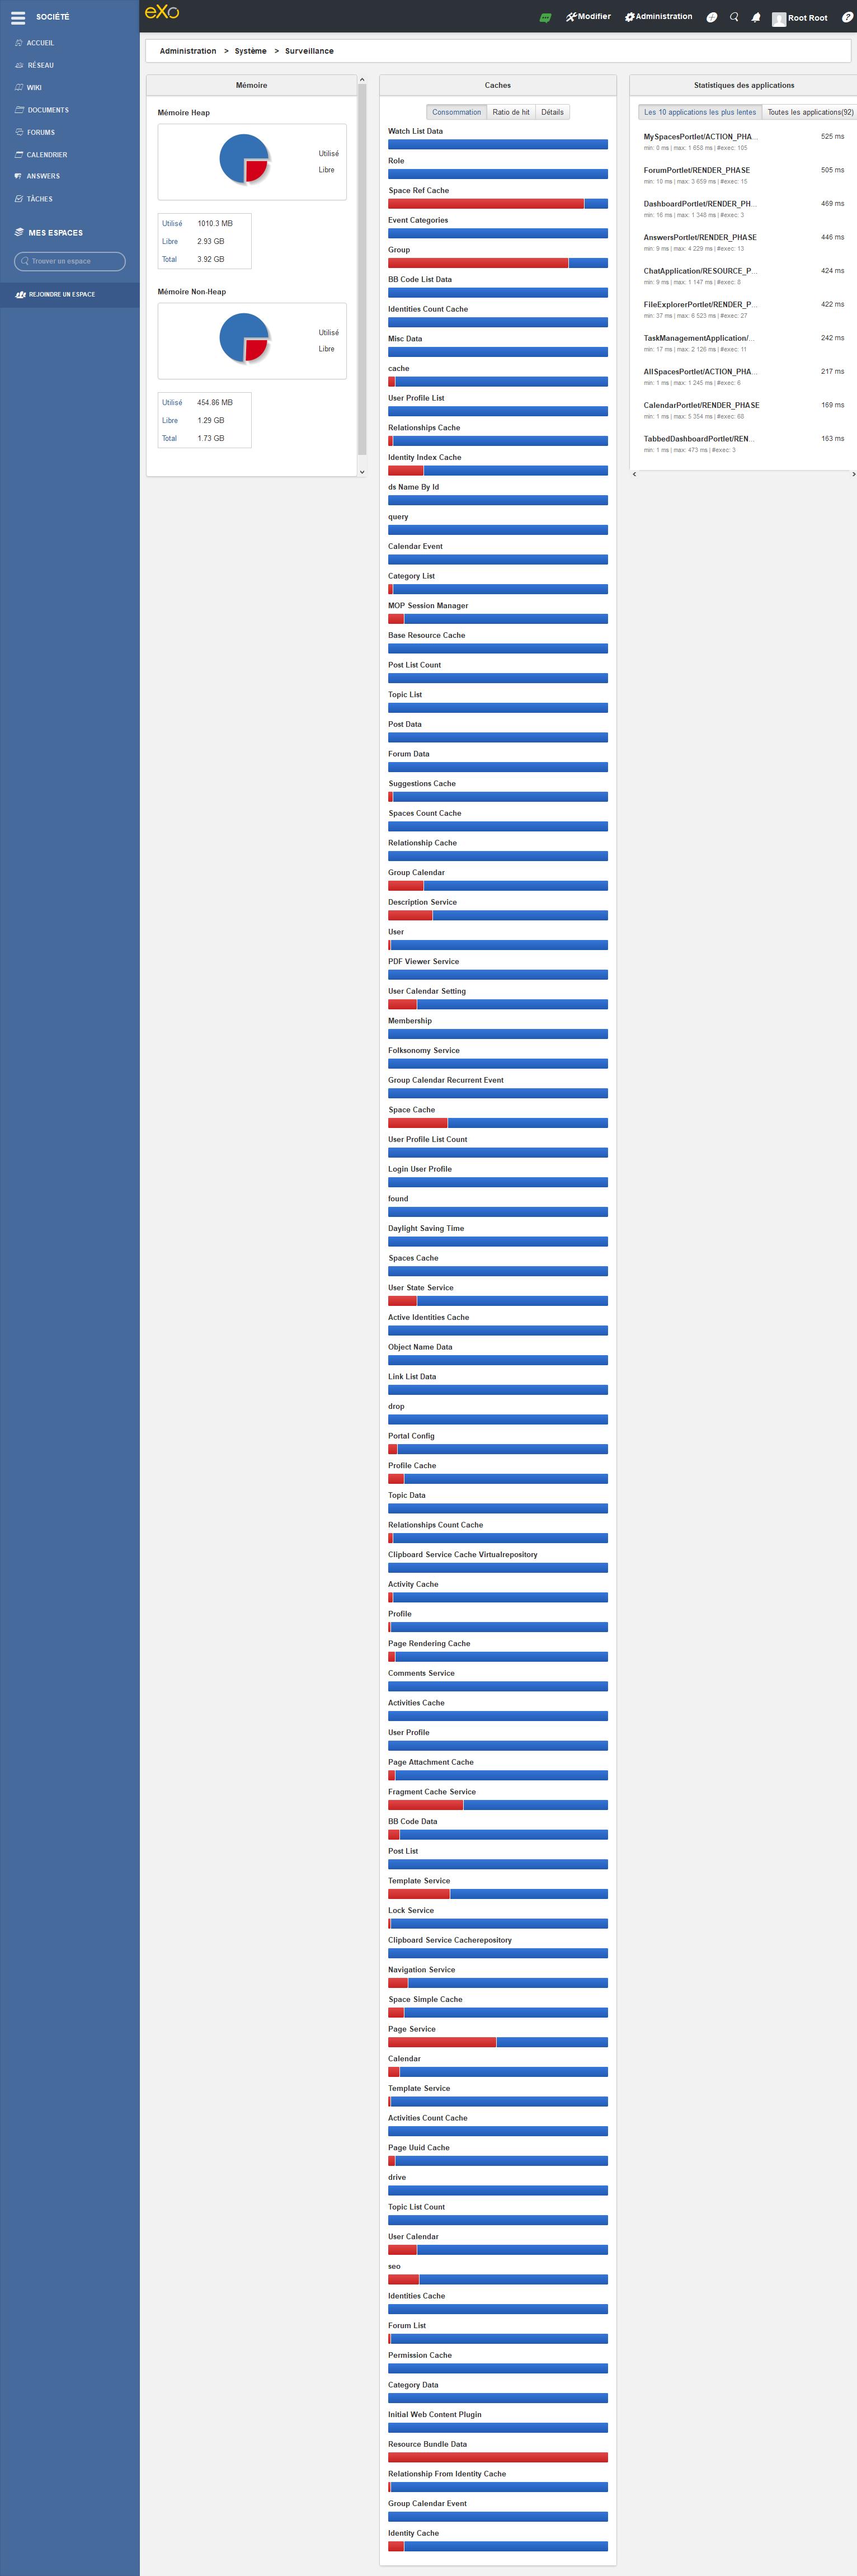 SOCIÉTÉ
ACCUEIL
RÉSEAU
WIKI
DOCUMENTS
FORUMS
CALENDRIER
ANSWERS
TÂCHES
MES ESPACES
Trouver un espace
REJOINDRE UN ESPACE
eXo
Modifier
Administration
Root Root
Administration > Système > Surveillance
Mémoire
Mémoire Heap
Utilisé
Libre
Utilisé 1010.3 MB
Libre 2.93 GB
Total 3.92 GB
Mémoire Non-Heap
Utilisé
Libre
Utilisé 454.86 MB
Libre 1.29 GB
Total 1.73 GB
Caches
Consommation Ratio de hit Détails
Watch List Data
Role
Space Ref Cache
Event Categories
Group
BB Code List Data
Identities Count Cache
Misc Data
cache
User Profile List
Relationships Cache
Identity Index Cache
ds Name By Id
query
Calendar Event
Category List
MOP Session Manager
Base Resource Cache
Post List Count
Topic List
Post Data
Forum Data
Suggestions Cache
Spaces Count Cache
Relationship Cache
Group Calendar
Description Service
User
PDF Viewer Service
User Calendar Setting
Membership
Folksonomy Service
Group Calendar Recurrent Event
Space Cache
User Profile List Count
Login User Profile
found
Daylight Saving Time
Spaces Cache
User State Service
Active Identities Cache
Object Name Data
Link List Data
drop
Portal Config
Profile Cache
Topic Data
Relationships Count Cache
Clipboard Service Cache Virtualrepository
Activity Cache
Profile
Page Rendering Cache
Comments Service
Activities Cache
User Profile
Page Attachment Cache
Fragment Cache Service
BB Code Data
Post List
Template Service
Lock Service
Clipboard Service Cacherepository
Navigation Service
Space Simple Cache
Page Service
Calendar
Template Service
Activities Count Cache
Page Uuid Cache
drive
Topic List Count
User Calendar
seo
Identities Cache
Forum List
Permission Cache
Category Data
Initial Web Content Plugin
Resource Bundle Data
Relationship From Identity Cache
Group Calendar Event
Identity Cache
Statistiques des applications
Les 10 applications les plus lentes Toutes les applications(92)
MySpacesPortlet/ACTION_PHA... 525 ms
min: 8 ms | max: 1 658 ms | #exec: 105
ForumPortlet/RENDER_PHASE 505 ms
min: 10 ms | max: 3 659 ms | #exec: 15
DashboardPortlet/RENDER_PH... 469 ms
min: 16 ms | max: 1 348 ms | #exec: 3
AnswersPortlet/RENDER_PHASE 446 ms
min: 9 ms | max: 4 229 ms | #exec: 13
ChatApplication/RESOURCE_P... 424 ms
min: 9 ms | max: 1 147 ms | #exec: 8
FileExplorerPortlet/RENDER_P... 422 ms
min: 37 ms | max: 6 523 ms | #exec: 27
TaskManagementApplication/... 242 ms
min: 17 ms | max: 2 126 ms | #exec: 11
AllSpacesPortlet/ACTION_PHA... 217 ms
min: 1 ms | max: 1 245 ms | #exec: 6
CalendarPortlet/RENDER_PHASE 169 ms
min: 1 ms | max: 5 354 ms | #exec: 68
TabbedDashboardPortlet/REN... 163 ms
min: 1 ms | max: 473 ms | #exec: 3